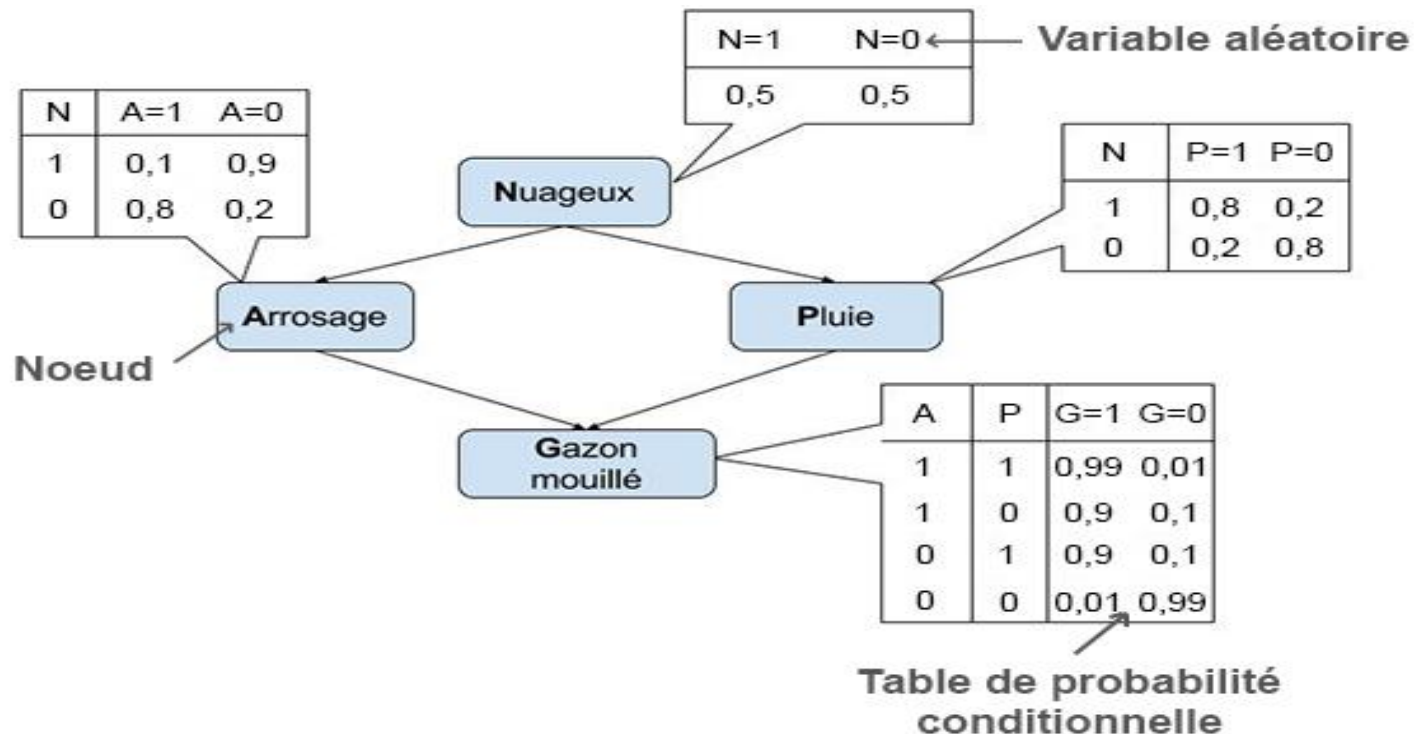 N=1 N=0
0,5 0,5
Variable aléatoire
N A=1 A=0
1 0,1 0,9
0 0,8 0,2
Nuageux
N P=1 P=0
1 0,8 0,2
0 0,2 0,8
Arrosage
Pluie
Noeud
Gazon
mouillé
A P G=1 G=0
1 1 0,99 0,01
1 0 0,9 0,1
0 1 0,9 0,1
0 0 0,01 0,99
Table de probabilité
conditionnelle